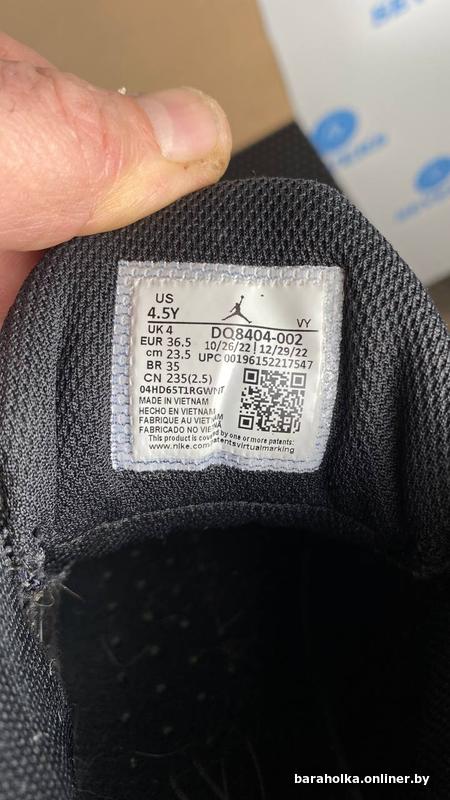 US
4.5Y
VY
UK 4
DQ8404-002
EUR 36.5
10/26/22 | 12/29/22
cm 23.5
UPC 00196152217547
BR 35
CN 235(2.5)
04HD65T1RGWNT
MADE IN VIETNAM
HECHO EN VIETNAM
FABRIQUE AU VIETNAM
FABRICADO NO VIETNÃ
This product is covered by one or more patents:
www.nike.com/patentsvirtualmarking
baraholka.onliner.by